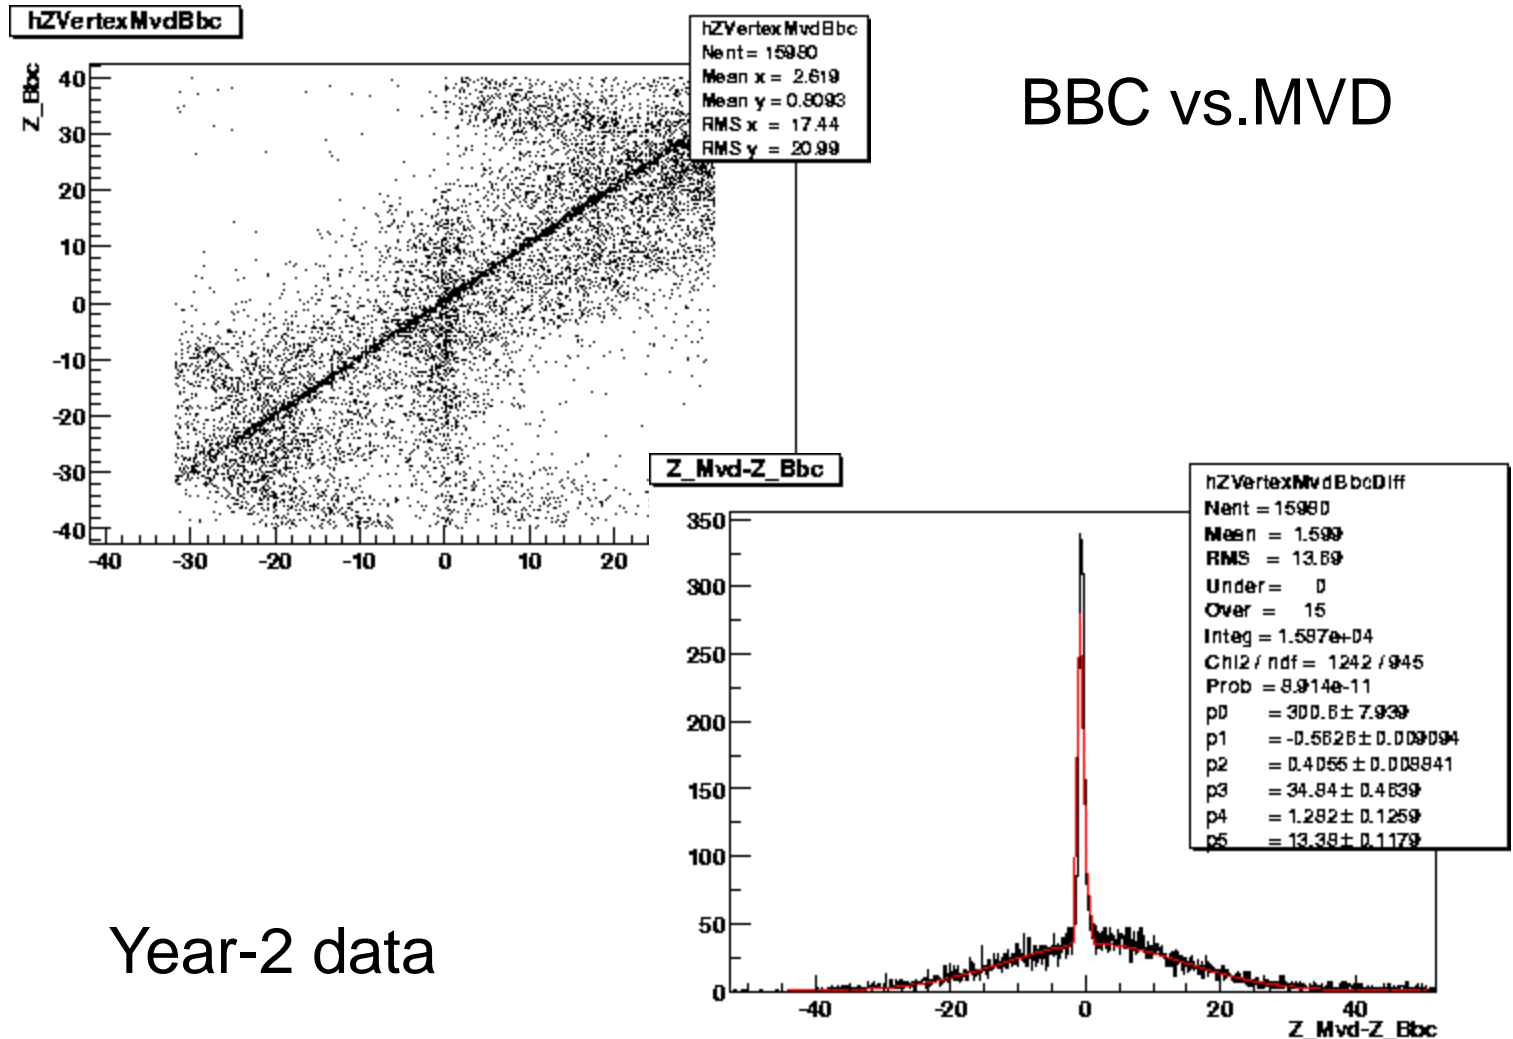 hZVertexMvdBbc
hZVertexMvdBbc
Nent = 15980
Mean x = 2.619
Mean y = 0.8093
RMS x = 17.44
RMS y = 20.99
BBC vs.MVD
Z_Bbc
40
30
20
10
0
-10
-20
-30
-40
-40 -30 -20 -10 0 10 20
Z_Mvd-Z_Bbc
hZVertexMvdBbcDiff
Nent = 15980
Mean = 1.599
RMS = 13.69
Under = 0
Over = 15
Integ = 1.597e+04
Chi2 / ndf = 1242 / 945
Prob = 8.914e-11
p0 = 300.6 ± 7.939
p1 = -0.5626 ± 0.009094
p2 = 0.4055 ± 0.008841
p3 = 34.84 ± 0.4639
p4 = 1.282 ± 0.1259
p5 = 13.38 ± 0.1179
350
300
250
200
150
100
50
0
-40 -20 0 20 40
Z_Mvd-Z_Bbc
Year-2 data